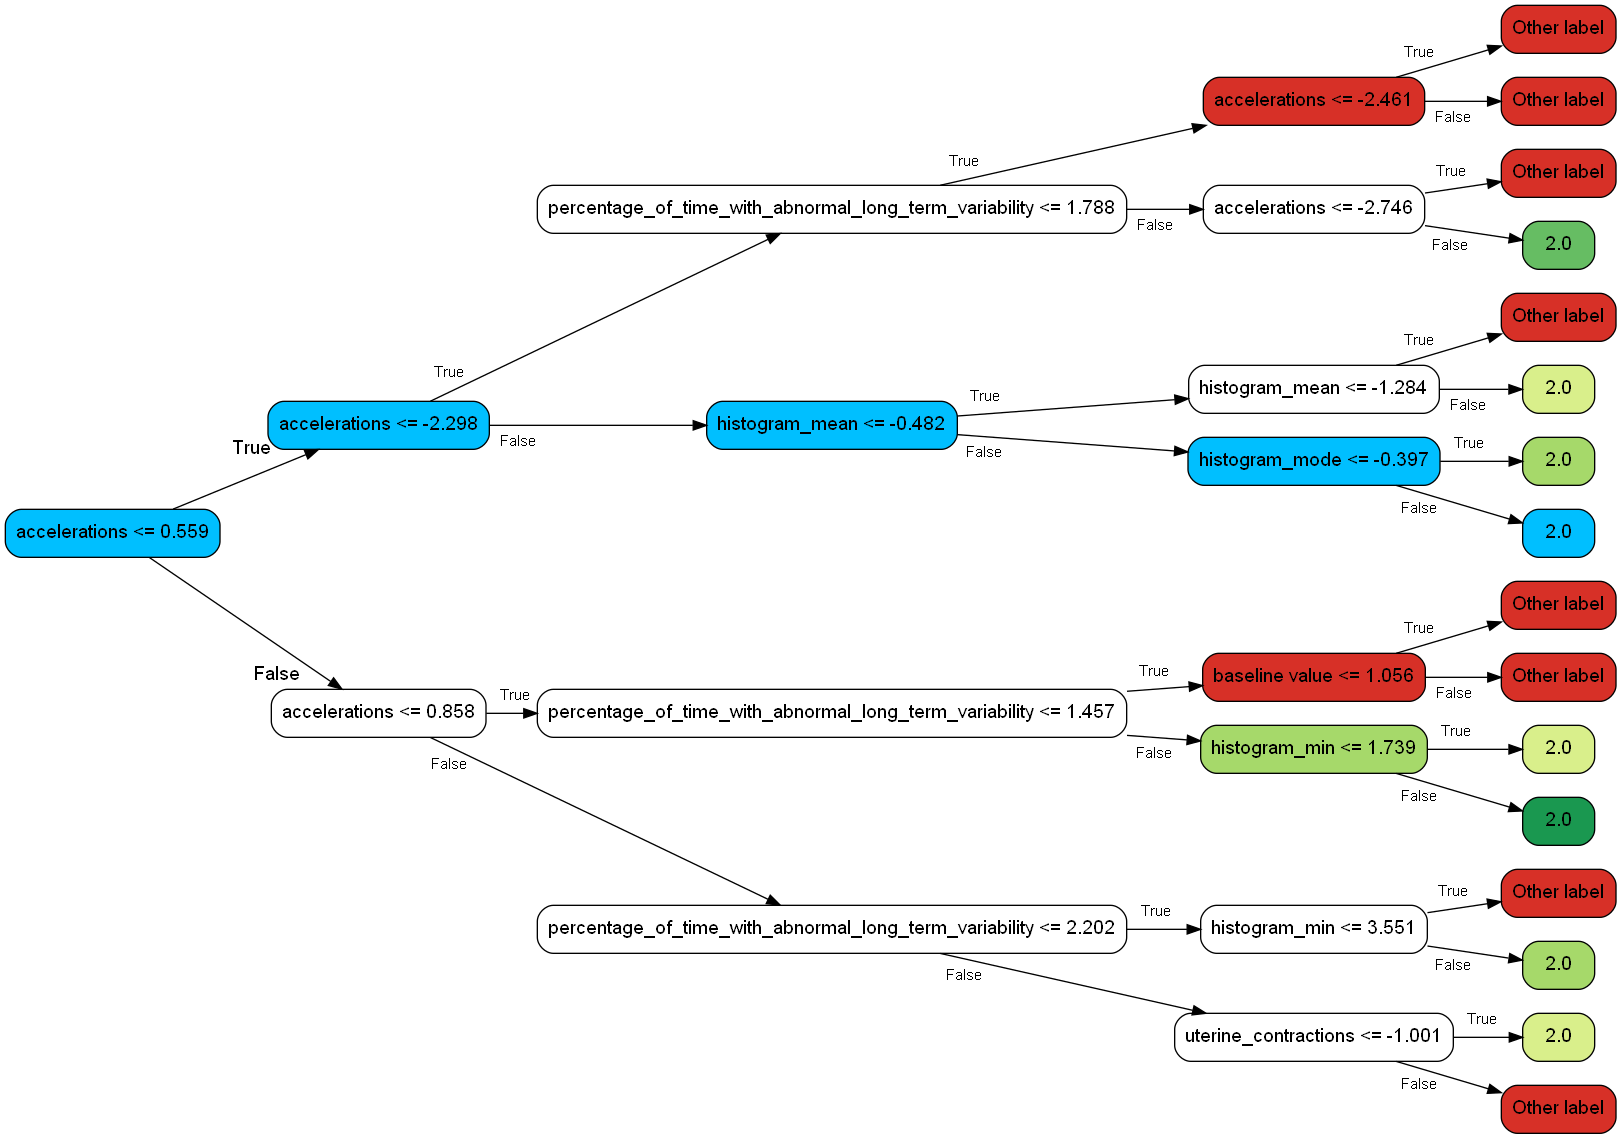 Other label
True
accelerations <= -2.461
False
Other label
True
percentage_of_time_with_abnormal_long_term_variability <= 1.788
False
accelerations <= -2.746
True
Other label
False
2.0
True
accelerations <= -2.298
False
histogram_mean <= -0.482
True
histogram_mean <= -1.284
True
Other label
False
2.0
False
histogram_mode <= -0.397
True
2.0
False
2.0
True
accelerations <= 0.559
False
accelerations <= 0.858
True
percentage_of_time_with_abnormal_long_term_variability <= 1.457
True
baseline value <= 1.056
True
Other label
False
Other label
False
histogram_min <= 1.739
True
2.0
False
2.0
False
percentage_of_time_with_abnormal_long_term_variability <= 2.202
True
histogram_min <= 3.551
True
Other label
False
2.0
False
uterine_contractions <= -1.001
True
2.0
False
Other label